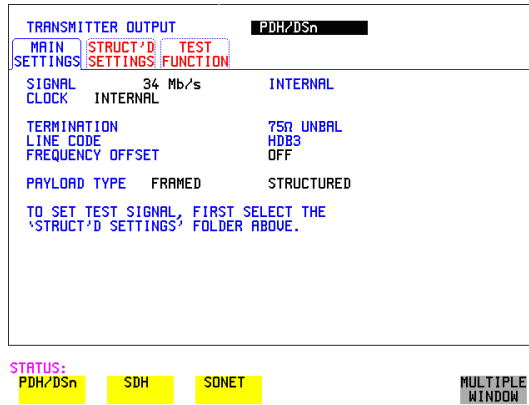 TRANSMITTER OUTPUT PDH/DSn
MAIN SETTINGS STRUCT'D SETTINGS TEST FUNCTION
SIGNAL 34 Mb/s INTERNAL
CLOCK INTERNAL
TERMINATION 75Ω UNBAL
LINE CODE HDB3
FREQUENCY OFFSET OFF
PAYLOAD TYPE FRAMED STRUCTURED
TO SET TEST SIGNAL, FIRST SELECT THE
'STRUCT'D SETTINGS' FOLDER ABOVE.
STATUS:
PDH/DSn SDH SONET MULTIPLE WINDOW